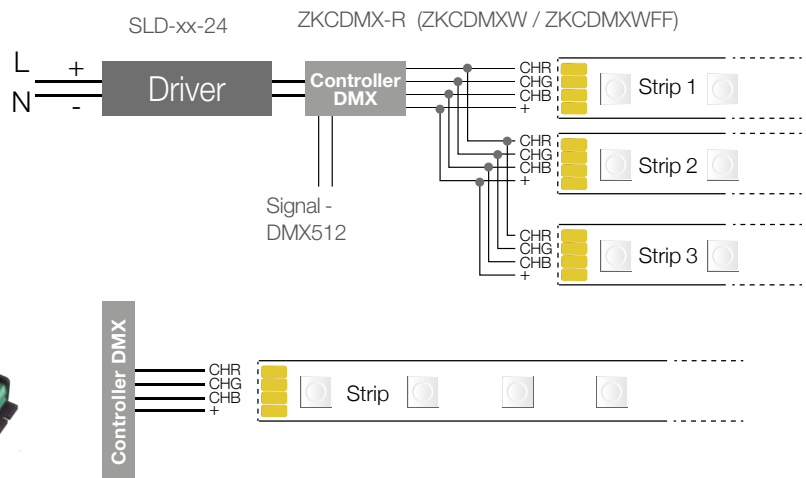 SLD-xx-24
ZKCDMX-R (ZKCDMXW / ZKCDMXWFF)
L +
N -
Driver
Controller
DMX
Signal -
DMX512
CHR
CHG
CHB
+
Strip 1
CHR
CHG
CHB
+
Strip 2
CHR
CHG
CHB
+
Strip 3
Controller DMX
CHR
CHG
CHB
+
Strip